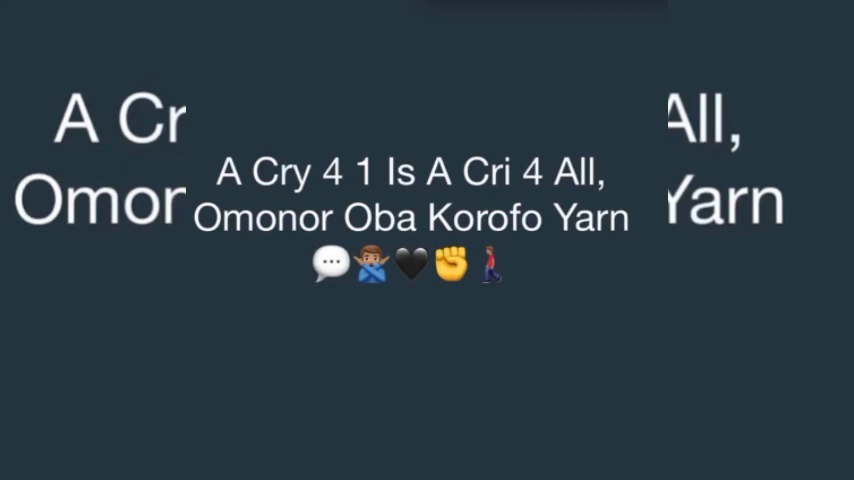 A Cry 4 1 Is A Cri 4 All,
Omonor Oba Korofo Yarn
💬🙅🏽‍♂️🖤✊🚶🏽‍♂️